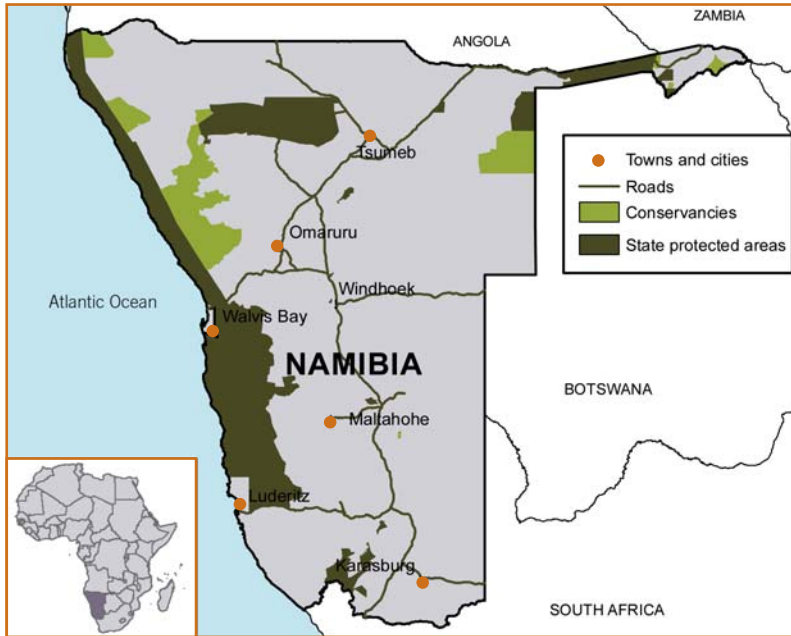 ZAMBIA
ANGOLA
Tsumeb
Towns and cities
Roads
Conservancies
State protected areas
Omaruru
Windhoek
Atlantic Ocean
Walvis Bay
NAMIBIA
BOTSWANA
Maltahohe
Luderitz
Karasburg
SOUTH AFRICA